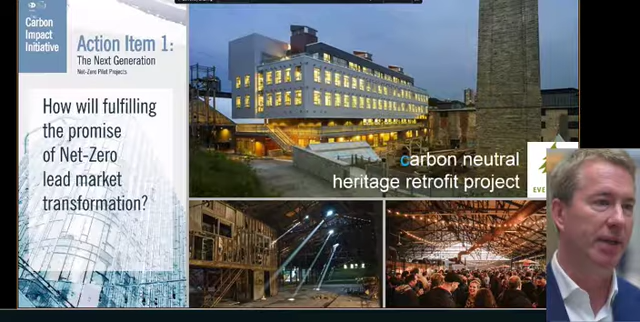 Carbon
Impact
Initiative
Action Item 1:
The Next Generation
Net-Zero Pilot Projects
How will fulfilling
the promise
of Net-Zero
lead market
transformation?
carbon neutral
heritage retrofit project
EVE